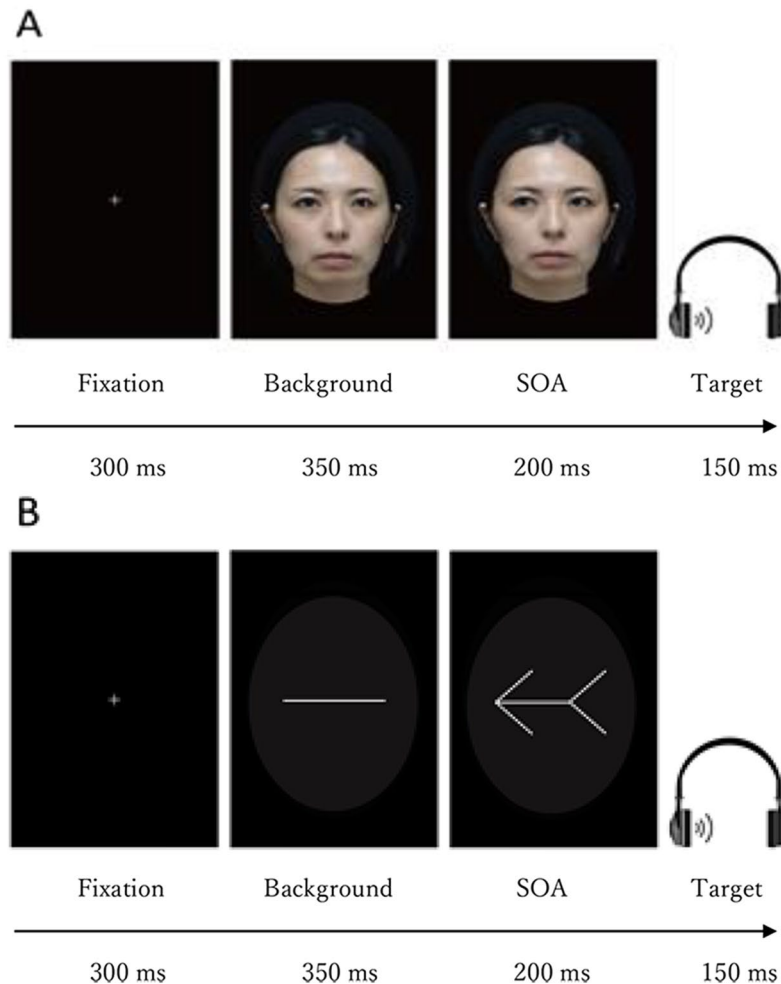 A
Fixation Background SOA Target
300 ms 350 ms 200 ms 150 ms
B
Fixation Background SOA Target
300 ms 350 ms 200 ms 150 ms